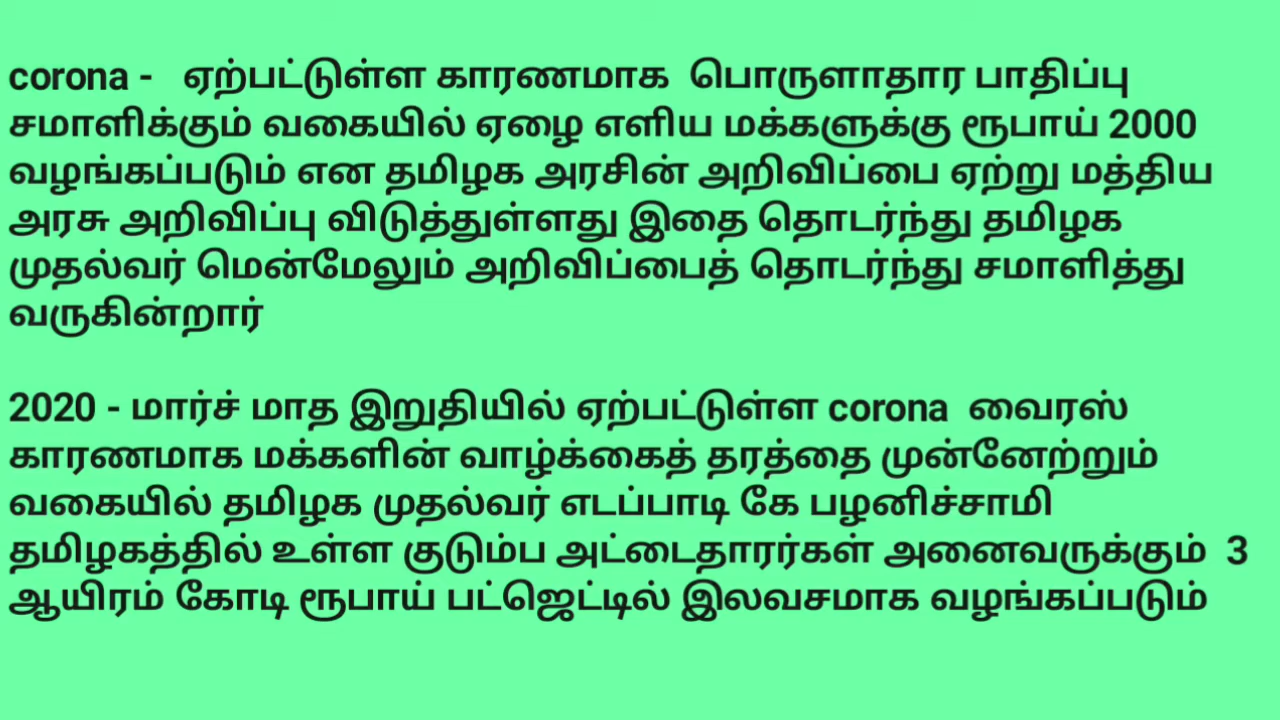 corona - ஏற்பட்டுள்ள காரணமாக பொருளாதார பாதிப்பு
சமாளிக்கும் வகையில் ஏழை எளிய மக்களுக்கு ரூபாய் 2000
வழங்கப்படும் என தமிழக அரசின் அறிவிப்பை ஏற்று மத்திய
அரசு அறிவிப்பு விடுத்துள்ளது இதை தொடர்ந்து தமிழக
முதல்வர் மென்மேலும் அறிவிப்பைத் தொடர்ந்து சமாளித்து
வருகின்றார்
2020 - மார்ச் மாத இறுதியில் ஏற்பட்டுள்ள corona வைரஸ்
காரணமாக மக்களின் வாழ்க்கைத் தரத்தை முன்னேற்றும்
வகையில் தமிழக முதல்வர் எடப்பாடி கே பழனிச்சாமி
தமிழகத்தில் உள்ள குடும்ப அட்டைதாரர்கள் அனைவருக்கும் 3
ஆயிரம் கோடி ரூபாய் பட்ஜெட்டில் இலவசமாக வழங்கப்படும்